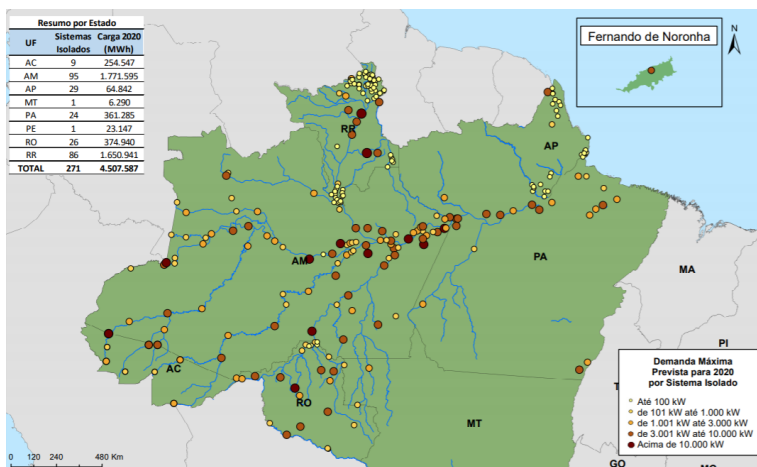 Resumo por Estado
UF Sistemas Isolados Carga 2020 (MWh)
AC 9 254.547
AM 95 1.771.595
AP 29 64.842
MT 1 6.290
PA 24 361.285
PE 1 23.147
RO 26 374.940
RR 86 1.650.941
TOTAL 271 4.507.587
Fernando de Noronha
N
RR
AP
AM
PA
MA
PI
AC
RO
MT
GO
Demanda Máxima
Prevista para 2020
por Sistema Isolado
Até 100 kW
de 101 kW até 1.000 kW
de 1.001 kW até 3.000 kW
de 3.001 kW até 10.000 kW
Acima de 10.000 kW
0 120 240 480 Km